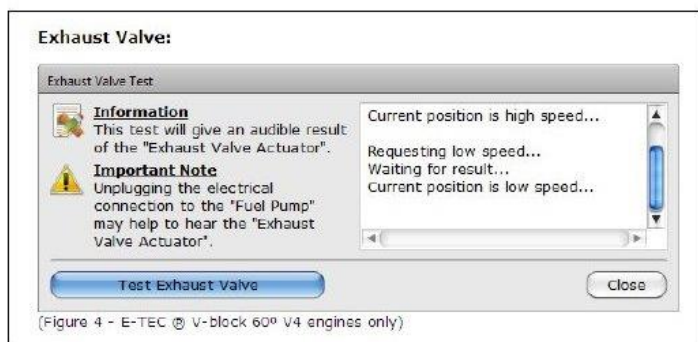 Exhaust Valve:
Exhaust Valve Test
Information
This test will give an audible result
of the "Exhaust Valve Actuator".
Important Note
Unplugging the electrical
connection to the "Fuel Pump"
may help to hear the "Exhaust
Valve Actuator".
Current position is high speed...
Requesting low speed...
Waiting for result...
Current position is low speed...
Test Exhaust Valve
Close
(Figure 4 - E-TEC ® V-block 60º V4 engines only)